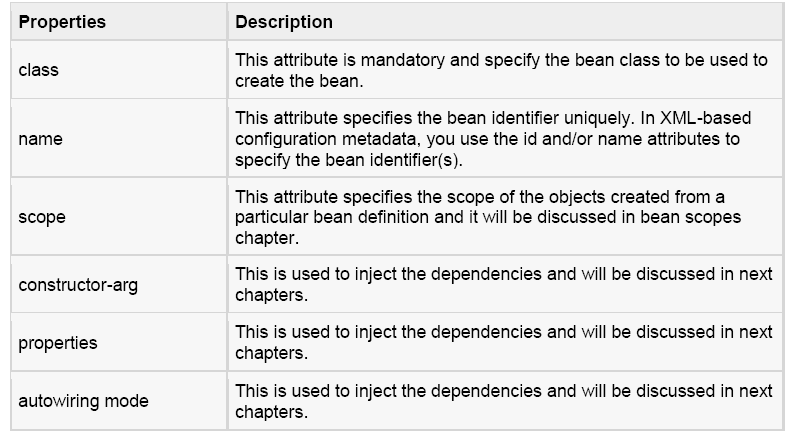 Properties Description
class
This attribute is mandatory and specify the bean class to be used to
create the bean.
name
This attribute specifies the bean identifier uniquely. In XML-based
configuration metadata, you use the id and/or name attributes to
specify the bean identifier(s).
scope
This attribute specifies the scope of the objects created from a
particular bean definition and it will be discussed in bean scopes
chapter.
constructor-arg
This is used to inject the dependencies and will be discussed in next
chapters.
properties
This is used to inject the dependencies and will be discussed in next
chapters.
autowiring mode
This is used to inject the dependencies and will be discussed in next
chapters.